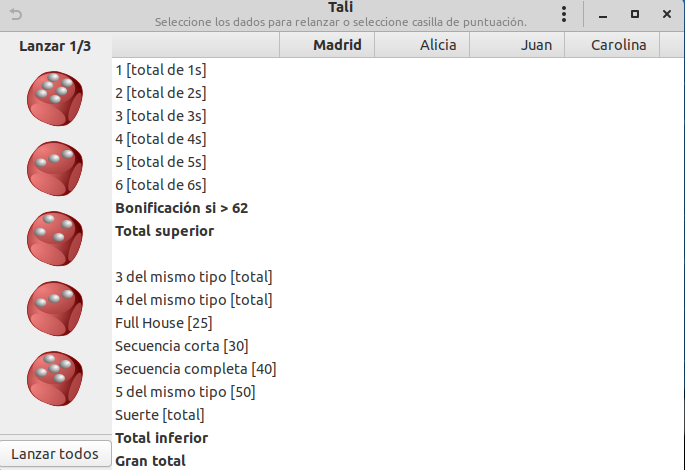 Tali
Seleccione los dados para relanzar o seleccione casilla de puntuación.
Lanzar 1/3
Madrid Alicia Juan Carolina
1 [total de 1s]
2 [total de 2s]
3 [total de 3s]
4 [total de 4s]
5 [total de 5s]
6 [total de 6s]
Bonificación si > 62
Total superior
3 del mismo tipo [total]
4 del mismo tipo [total]
Full House [25]
Secuencia corta [30]
Secuencia completa [40]
5 del mismo tipo [50]
Suerte [total]
Total inferior
Gran total
Lanzar todos